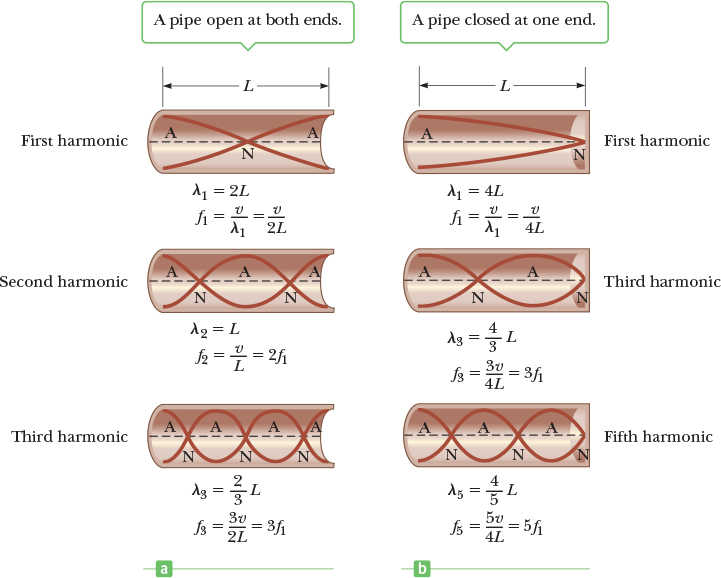 A pipe open at both ends.
L
First harmonic
A A
N
λ₁ = 2L
f₁ = v/λ₁ = v/2L
Second harmonic
A A A
N N
λ₂ = L
f₂ = v/L = 2f₁
Third harmonic
A A A A
N N N
λ₃ = 2/3 L
f₃ = 3v/2L = 3f₁
a
A pipe closed at one end.
L
First harmonic
A
N
λ₁ = 4L
f₁ = v/λ₁ = v/4L
Third harmonic
A A
N N
λ₃ = 4/3 L
f₃ = 3v/4L = 3f₁
Fifth harmonic
A A A
N N N
λ₅ = 4/5 L
f₅ = 5v/4L = 5f₁
b